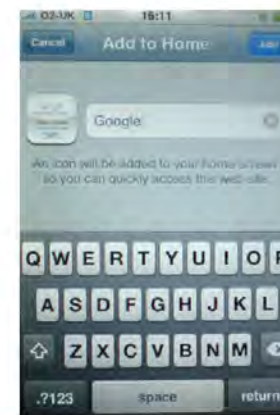 O2-UK 16:11
Cancel Add to Home Add
Google
An icon will be added to your home screen
so you can quickly access this web site.
Q W E R T Y U I O P
A S D F G H J K L
Z X C V B N M
.?123 space return